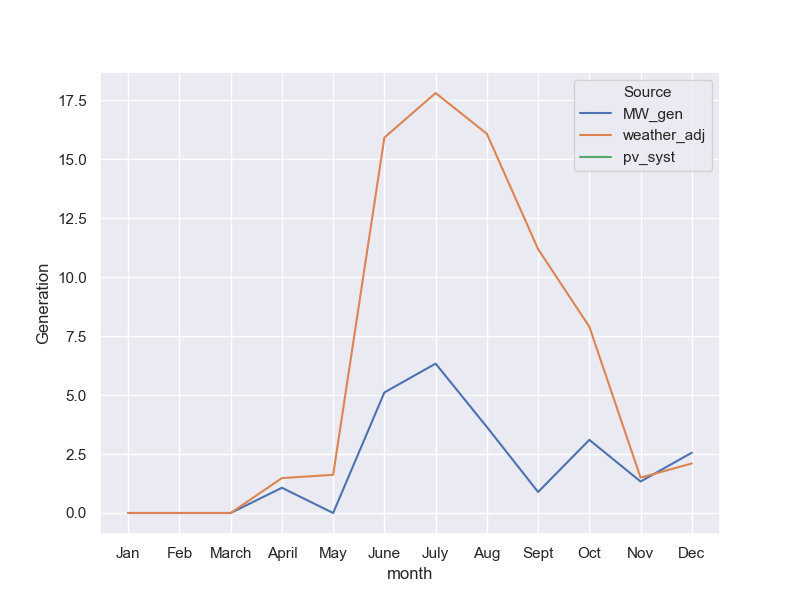 Source
MW_gen
weather_adj
pv_syst
17.5
15.0
12.5
10.0
7.5
5.0
2.5
0.0
Generation
Jan Feb March April May June July Aug Sept Oct Nov Dec
month